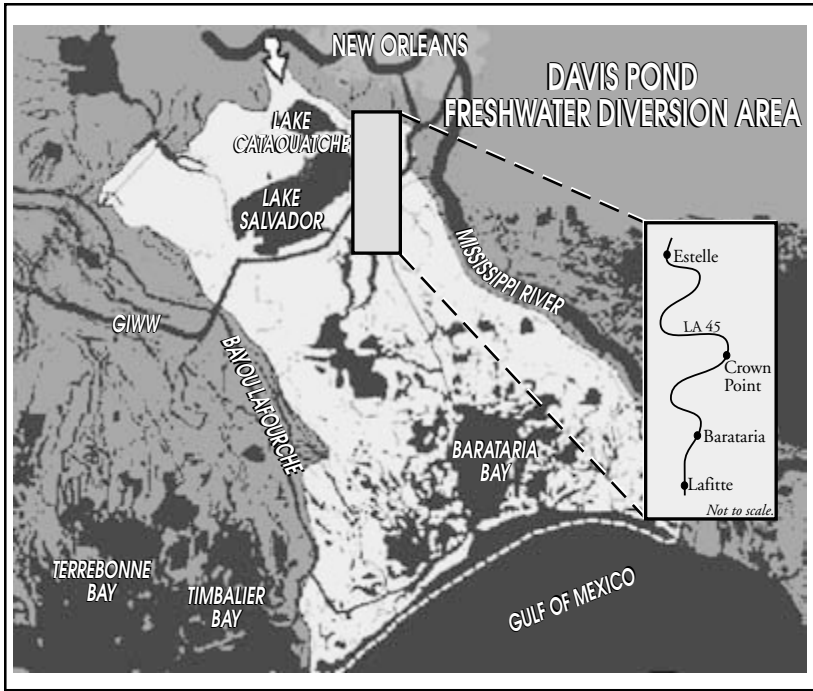 NEW ORLEANS
DAVIS POND
FRESHWATER DIVERSION AREA
LAKE
CATAOUATCHE
LAKE
SALVADOR
MISSISSIPPI RIVER
GIWW
BAYOU LAFOURCHE
BARATARIA
BAY
TERREBONNE
BAY
TIMBALIER
BAY
GULF OF MEXICO
Estelle
LA 45
Crown
Point
Barataria
Lafitte
Not to scale.